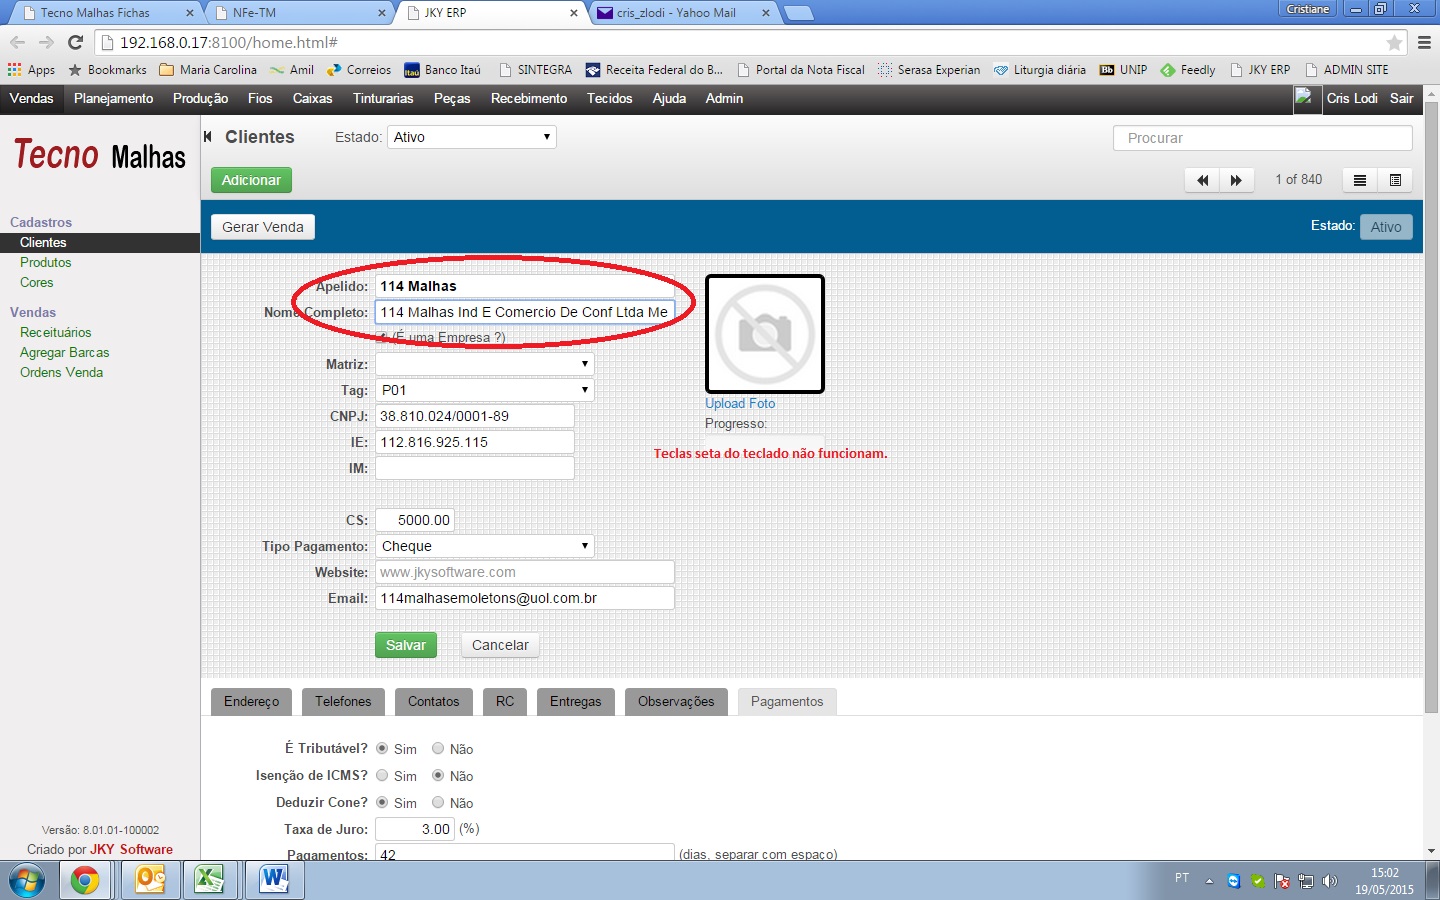 Tecno Malhas Fichas
NFe-TM
JKY ERP
cris_zlodi - Yahoo Mail
Cristiane
192.168.0.17:8100/home.html#
Apps
Bookmarks
Maria Carolina
Amil
Correios
Banco Itaú
SINTEGRA
Receita Federal do B...
Portal da Nota Fiscal
Serasa Experian
Liturgia diária
Bb UNIP
Feedly
JKY ERP
ADMIN SITE
Vendas Planejamento Produção Fios Caixas Tinturarias Peças Recebimento Tecidos Ajuda Admin
Cris Lodi Sair
Tecno Malhas
Clientes
Estado: Ativo
Procurar
Adicionar
1 of 840
Gerar Venda
Estado: Ativo
Cadastros
Clientes
Produtos
Cores
Vendas
Receituários
Agregar Barcas
Ordens Venda
Apelido: 114 Malhas
Nome Completo: 114 Malhas Ind E Comercio De Conf Ltda Me
(É uma Empresa ?)
Matriz:
Tag: P01
CNPJ: 38.810.024/0001-89
IE: 112.816.925.115
IM:
Upload Foto
Progresso:
Teclas seta do teclado não funcionam.
CS: 5000.00
Tipo Pagamento: Cheque
Website: www.jkysoftware.com
Email: 114malhasemoletons@uol.com.br
Salvar Cancelar
Endereço Telefones Contatos RC Entregas Observações Pagamentos
É Tributável? Sim Não
Isenção de ICMS? Sim Não
Deduzir Cone? Sim Não
Taxa de Juro: 3.00 (%)
Pagamentos: 42 (dias, separar com espaço)
Versão: 8.01.01-100002
Criado por JKY Software
PT
15:02
19/05/2015